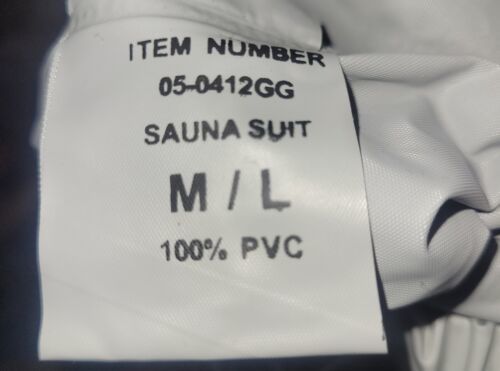 ITEM NUMBER
05-0412GG
SAUNA SUIT
M / L
100% PVC